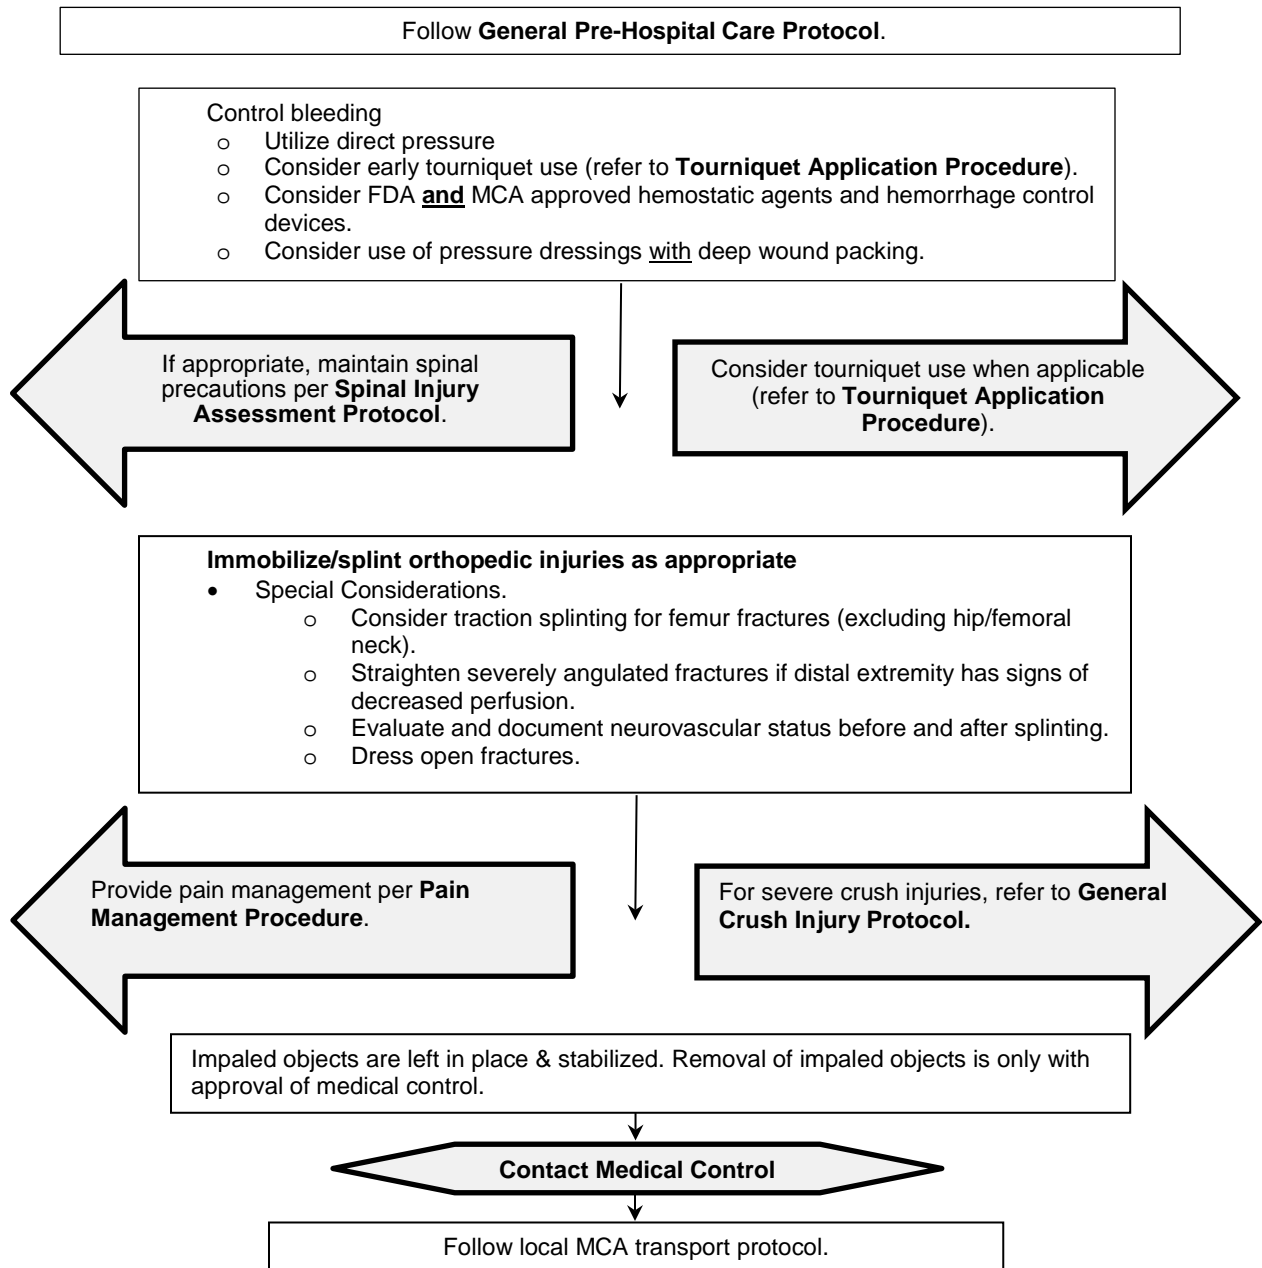 Follow General Pre-Hospital Care Protocol.
Control bleeding
o Utilize direct pressure
o Consider early tourniquet use (refer to Tourniquet Application Procedure).
o Consider FDA and MCA approved hemostatic agents and hemorrhage control
devices.
o Consider use of pressure dressings with deep wound packing.
If appropriate, maintain spinal
precautions per Spinal Injury
Assessment Protocol.
Consider tourniquet use when applicable
(refer to Tourniquet Application
Procedure).
Immobilize/splint orthopedic injuries as appropriate
• Special Considerations.
o Consider traction splinting for femur fractures (excluding hip/femoral
neck).
o Straighten severely angulated fractures if distal extremity has signs of
decreased perfusion.
o Evaluate and document neurovascular status before and after splinting.
o Dress open fractures.
Provide pain management per Pain
Management Procedure.
For severe crush injuries, refer to General
Crush Injury Protocol.
Impaled objects are left in place & stabilized. Removal of impaled objects is only with
approval of medical control.
Contact Medical Control
Follow local MCA transport protocol.